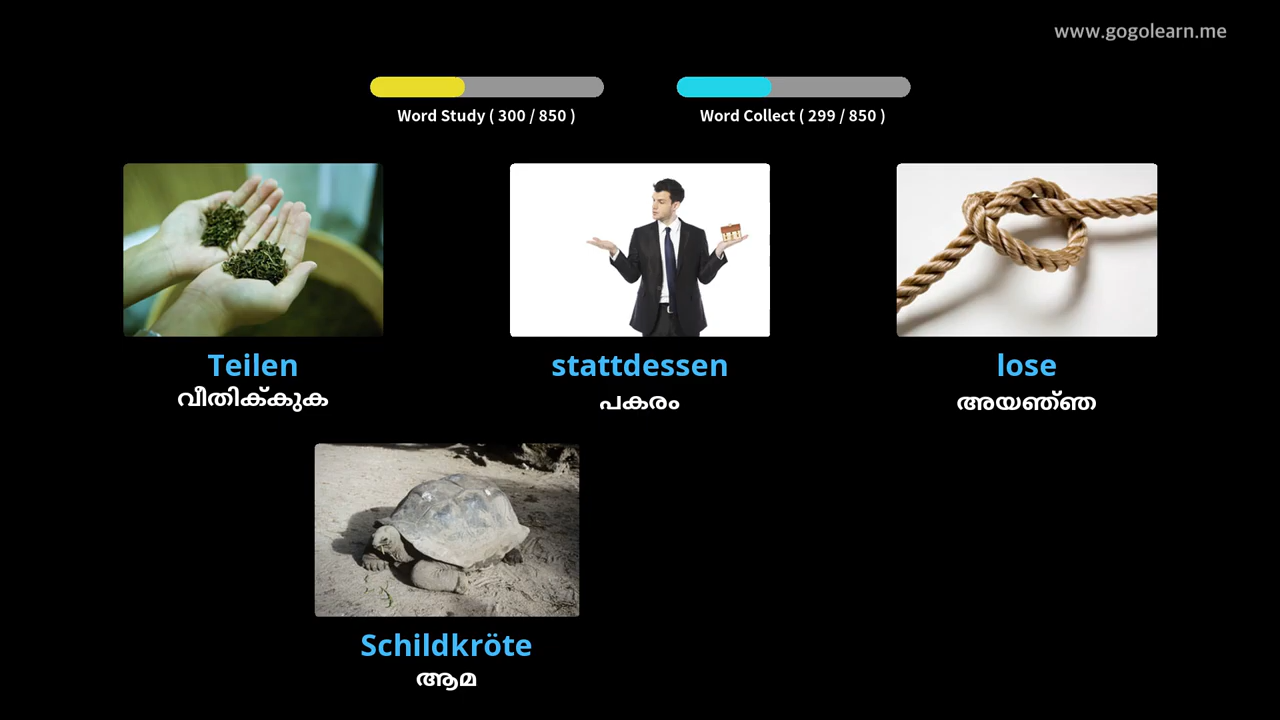 www.gogolearn.me
Word Study ( 300 / 850 )
Word Collect ( 299 / 850 )
Teilen
വീതിക്കുക
stattdessen
പകരം
lose
അയഞ്ഞ
Schildkröte
ആമ